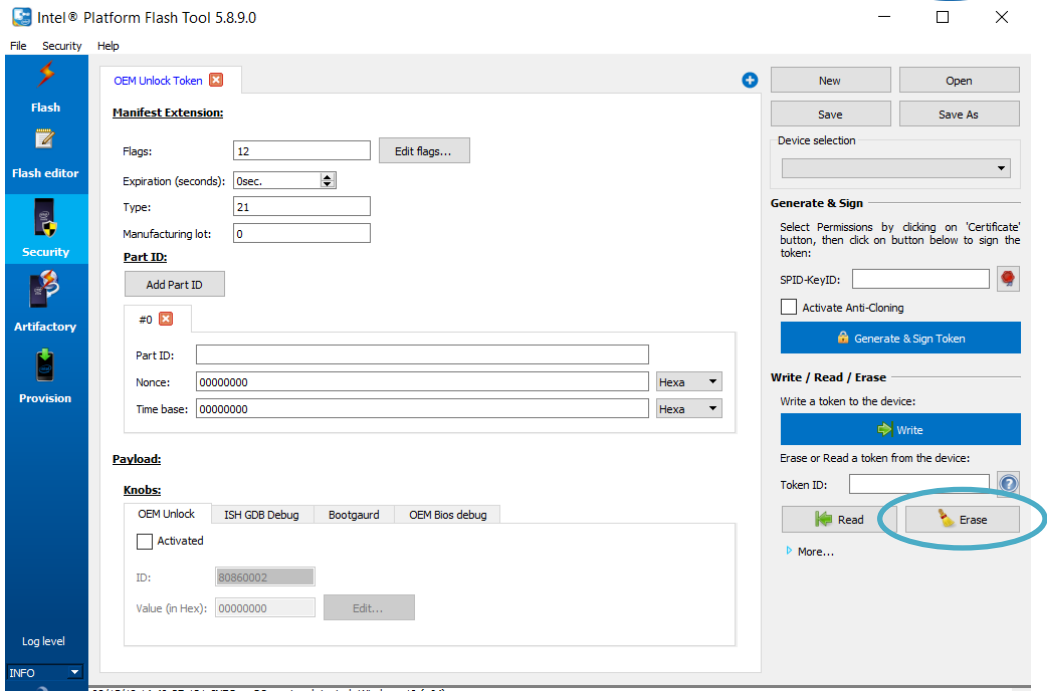 Intel® Platform Flash Tool 5.8.9.0
File Security Help
Flash
Flash editor
Security
Artifactory
Provision
Log level
INFO
OEM Unlock Token
Manifest Extension:
Flags: 12 Edit flags...
Expiration (seconds): 0sec.
Type: 21
Manufacturing lot: 0
Part ID:
Add Part ID
#0
Part ID:
Nonce: 00000000 Hexa
Time base: 00000000 Hexa
Payload:
Knobs:
OEM Unlock ISH GDB Debug Bootgaurd OEM Bios debug
Activated
ID: 80860002
Value (in Hex): 00000000 Edit...
New Open
Save Save As
Device selection
Generate & Sign
Select Permissions by clicking on 'Certificate'
button, then click on button below to sign the
token:
SPID-KeyID:
Activate Anti-Cloning
Generate & Sign Token
Write / Read / Erase
Write a token to the device:
Write
Erase or Read a token from the device:
Token ID:
Read Erase
More...